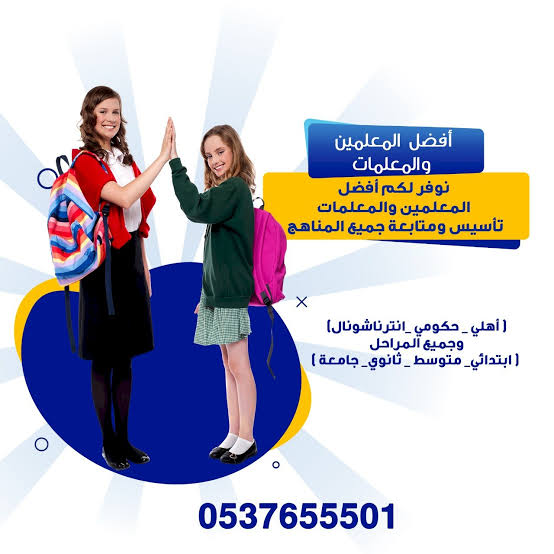 أفضل المعلمين
والمعلمات
نوفر لكم أفضل
المعلمين والمعلمات
تأسيس ومتابعة جميع المناهج
( أهلي _ حكومي _انترناشونال)
وجميع المراحل
( ابتدائي_ متوسط _ ثانوي_ جامعة )
0537655501